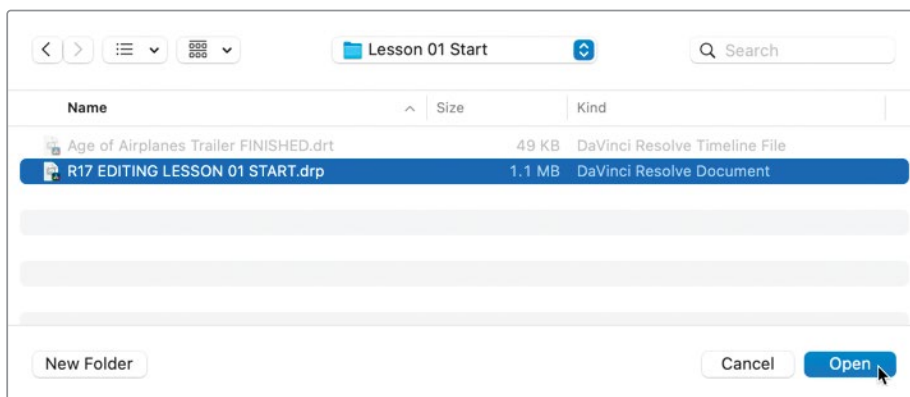 Lesson 01 Start
Search
Name Size Kind
Age of Airplanes Trailer FINISHED.drt 49 KB DaVinci Resolve Timeline File
R17 EDITING LESSON 01 START.drp 1.1 MB DaVinci Resolve Document
New Folder Cancel Open